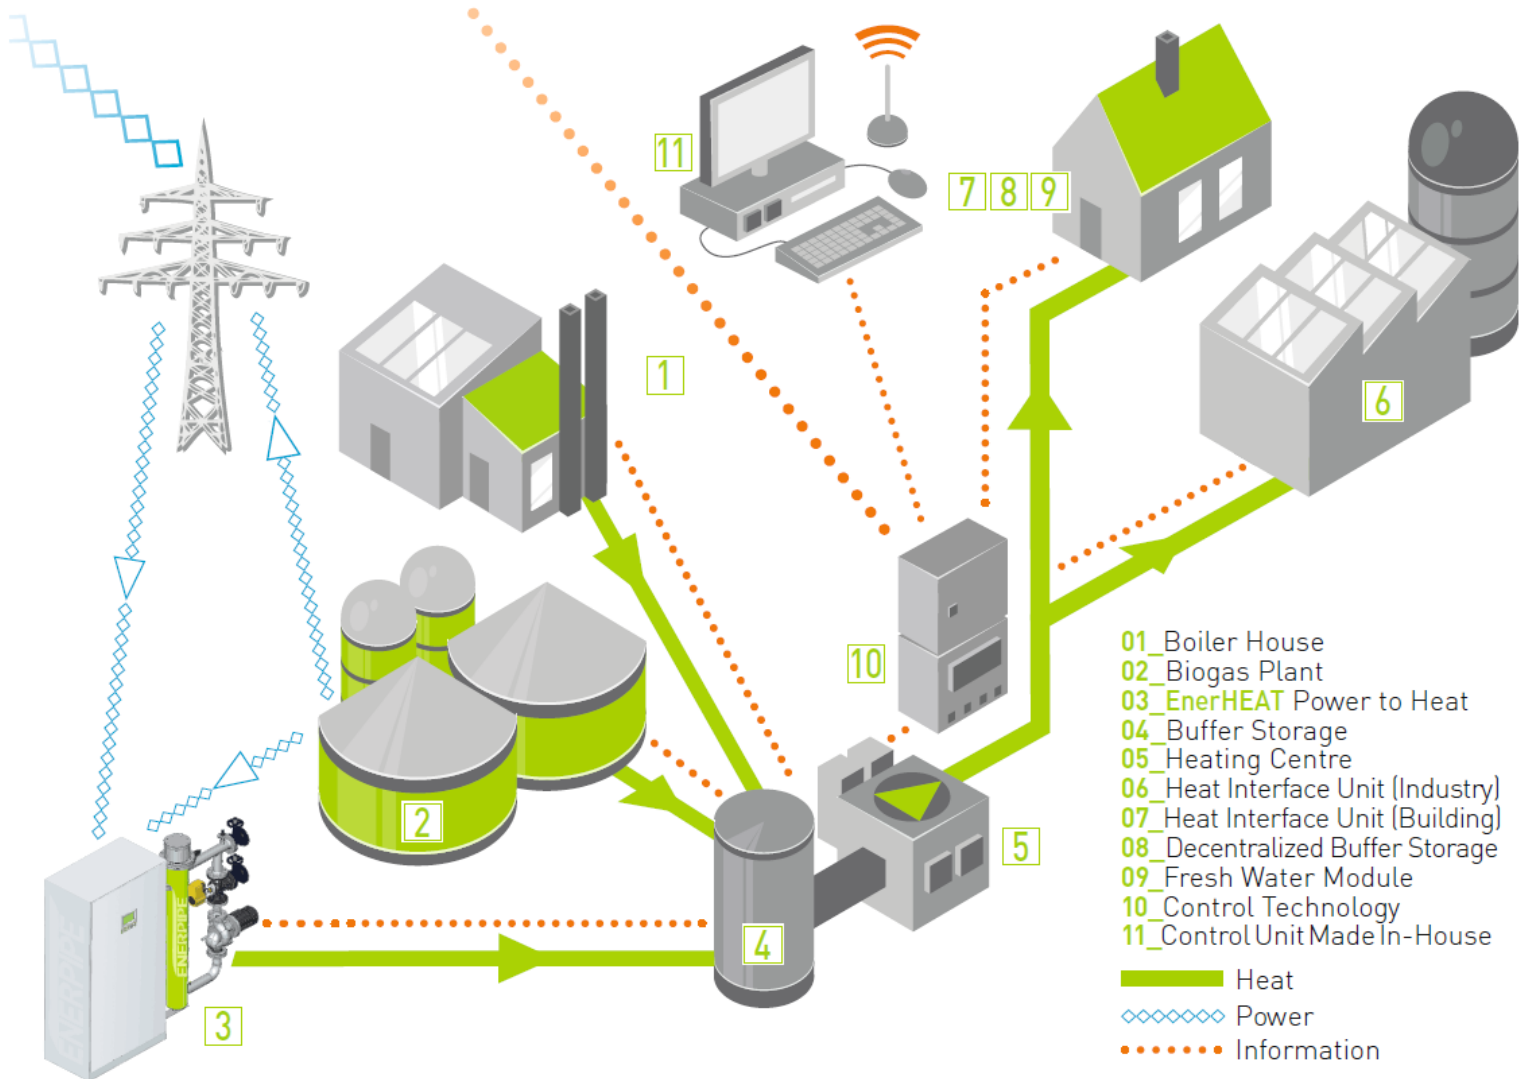 11
7 8 9
1
6
10
2
5
4
3
ENERPIPE
ENERPIPE
01_Boiler House
02_Biogas Plant
03_EnerHEAT Power to Heat
04_Buffer Storage
05_Heating Centre
06_Heat Interface Unit (Industry)
07_Heat Interface Unit (Building)
08_Decentralized Buffer Storage
09_Fresh Water Module
10_Control Technology
11_Control Unit Made In-House
Heat
Power
Information